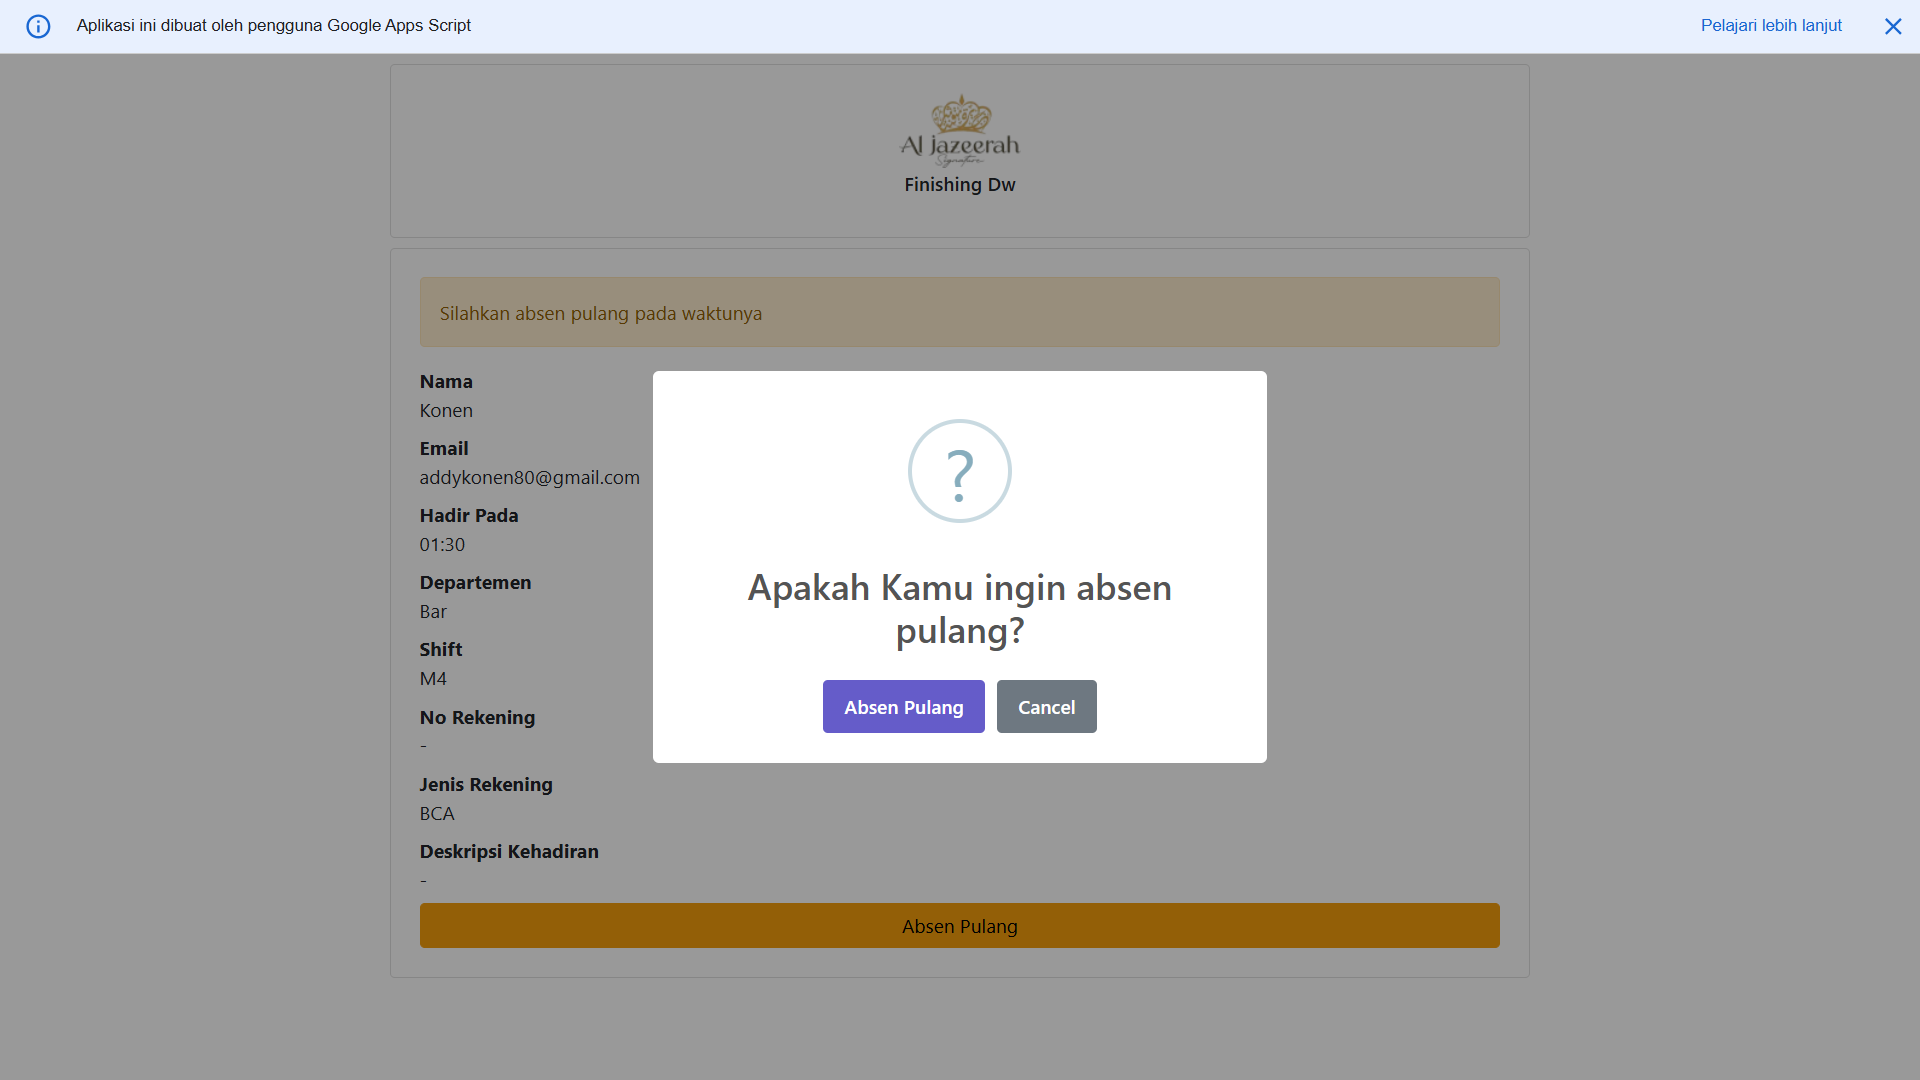 Aplikasi ini dibuat oleh pengguna Google Apps Script
Pelajari lebih lanjut
Al jazeerah
Signature
Finishing Dw
Silahkan absen pulang pada waktunya
Nama
Konen
Email
addykonen80@gmail.com
Hadir Pada
01:30
Departemen
Bar
Shift
M4
No Rekening
-
Jenis Rekening
BCA
Deskripsi Kehadiran
-
Absen Pulang
?
Apakah Kamu ingin absen
pulang?
Absen Pulang
Cancel